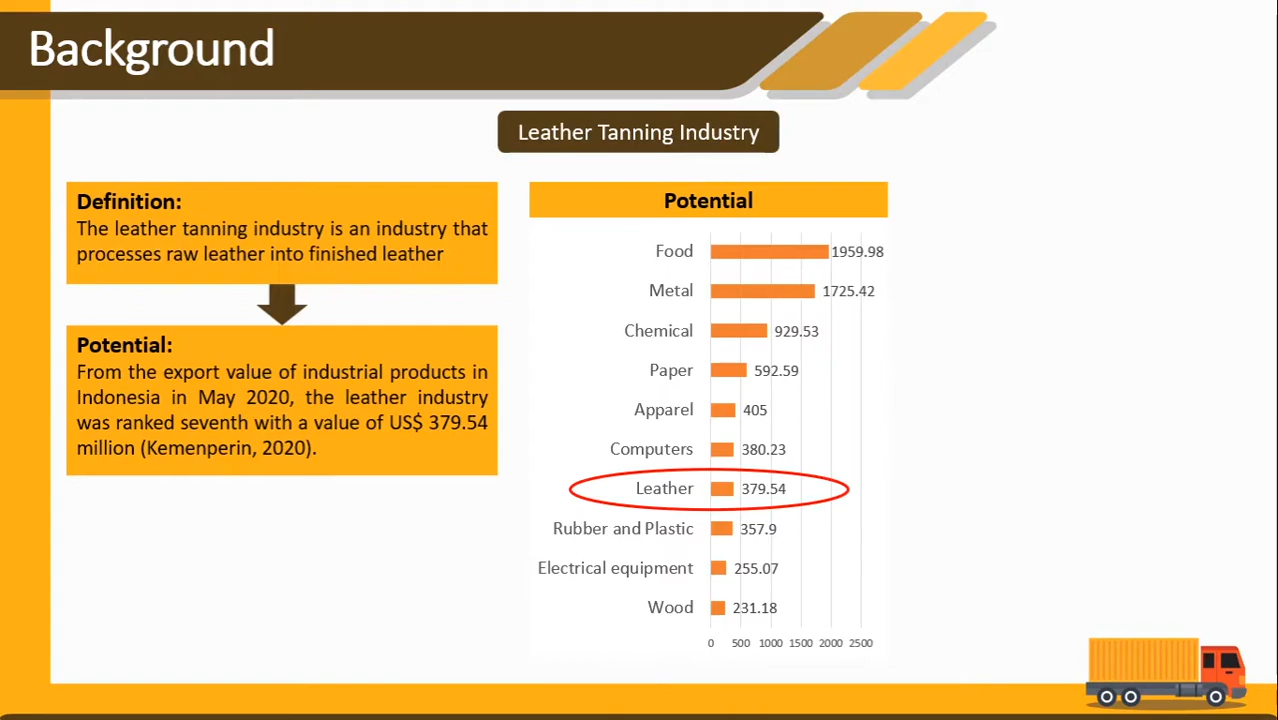 Background
Leather Tanning Industry
Definition:
The leather tanning industry is an industry that
processes raw leather into finished leather
Potential:
From the export value of industrial products in
Indonesia in May 2020, the leather industry
was ranked seventh with a value of US$ 379.54
million (Kemenperin, 2020).
Potential
Food 1959.98
Metal 1725.42
Chemical 929.53
Paper 592.59
Apparel 405
Computers 380.23
Leather 379.54
Rubber and Plastic 357.9
Electrical equipment 255.07
Wood 231.18
0 500 1000 1500 2000 2500